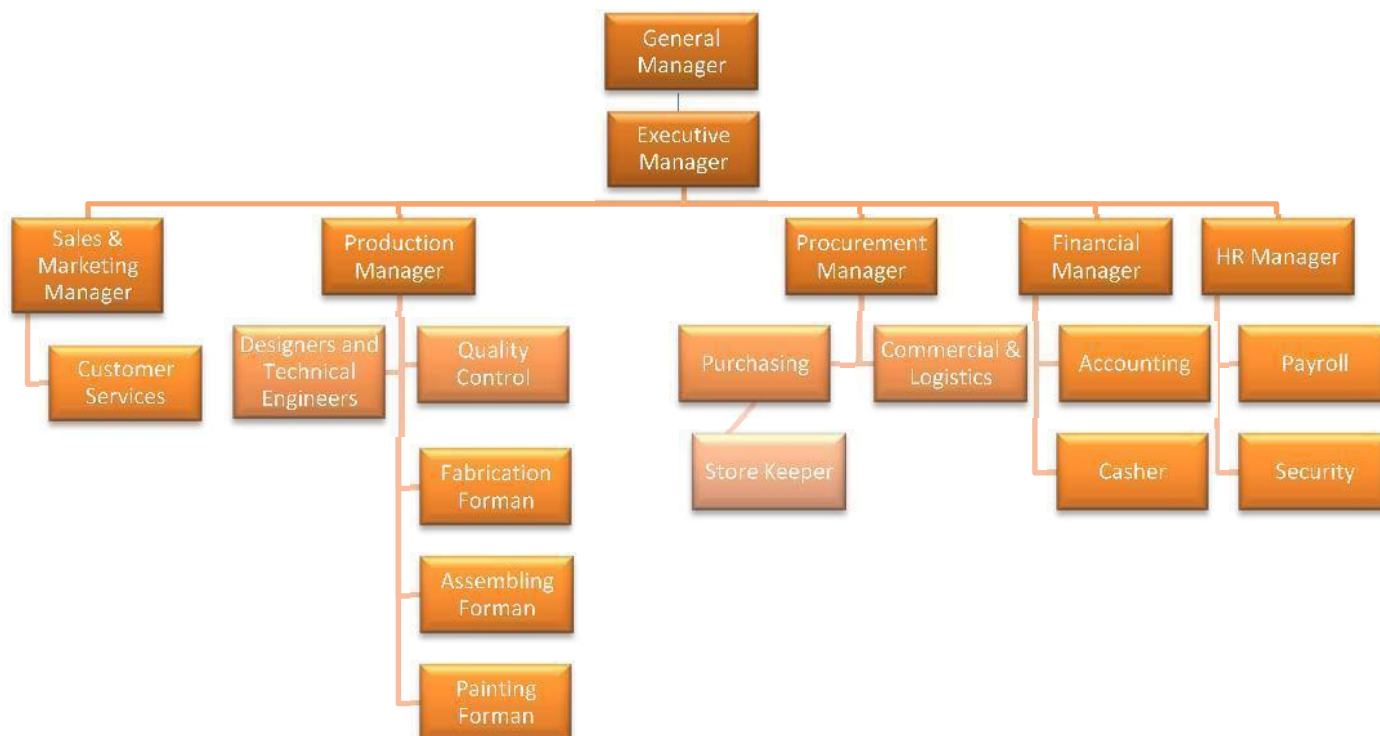 General
Manager
Executive
Manager
Sales &
Marketing
Manager
Production
Manager
Procurement
Manager
Financial
Manager
HR Manager
Customer
Services
Designers and
Technical
Engineers
Quality
Control
Purchasing
Commercial &
Logistics
Accounting
Payroll
Fabrication
Forman
Store Keeper
Casher
Security
Assembling
Forman
Painting
Forman